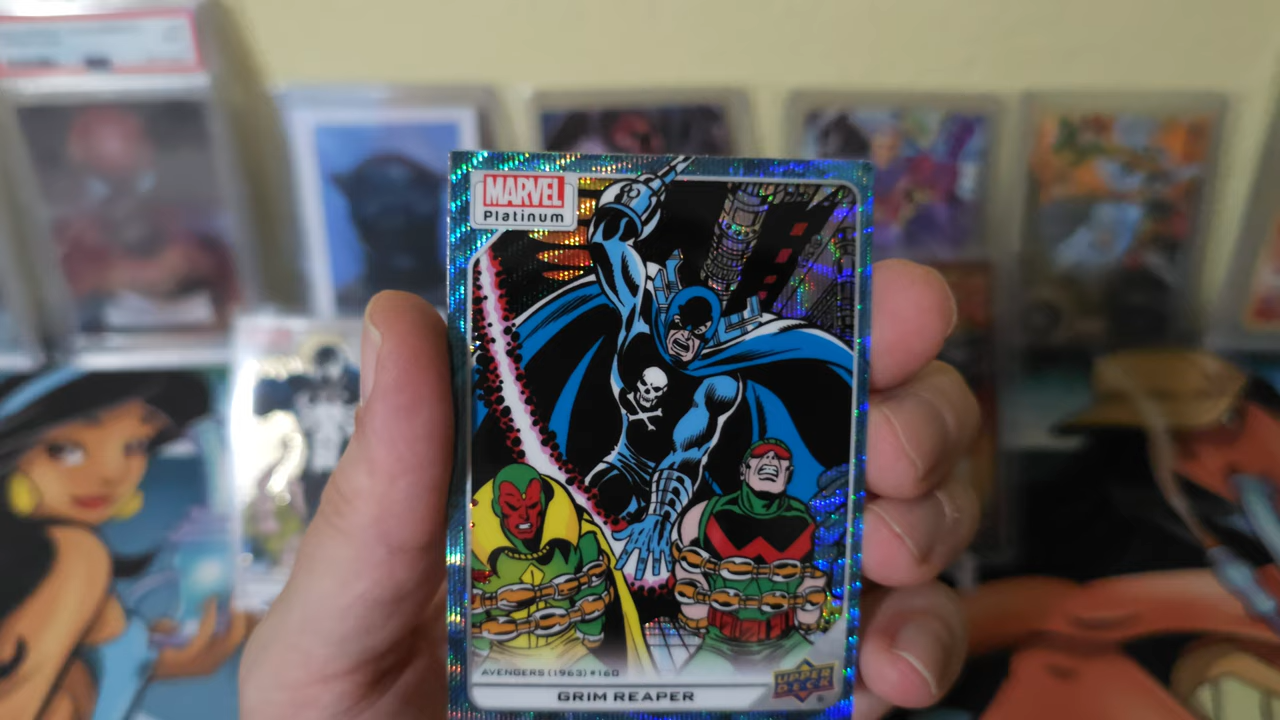 MARVEL
Platinum
AVENGERS (1963) #160
UPPER
DECK
GRIM REAPER